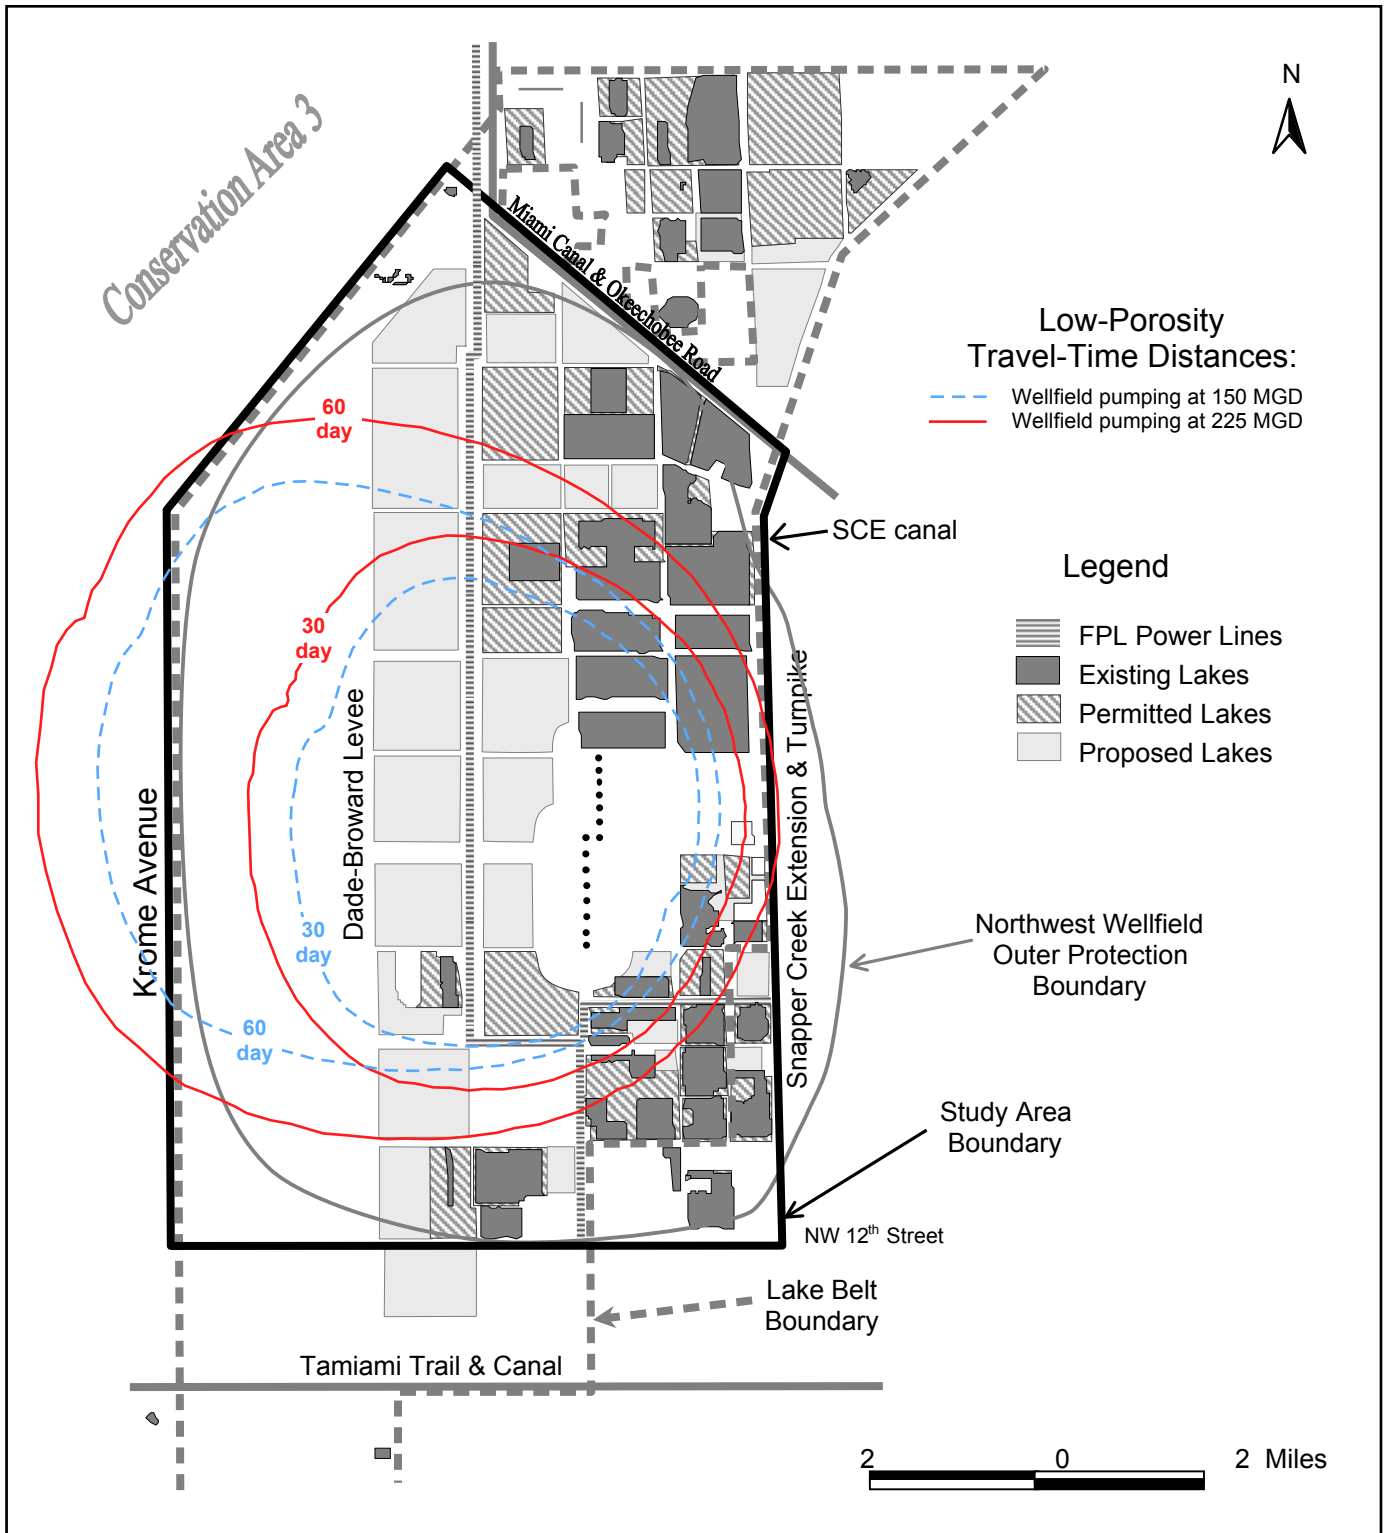 N
Conservation Area 3
Miami Canal & Okeechobee Road
Low-Porosity
Travel-Time Distances:
Wellfield pumping at 150 MGD
Wellfield pumping at 225 MGD
60
day
SCE canal
Legend
FPL Power Lines
Existing Lakes
Permitted Lakes
Proposed Lakes
30
day
Dade-Broward Levee
Krome Avenue
Snapper Creek Extension & Turnpike
30
day
60
day
Northwest Wellfield
Outer Protection
Boundary
Study Area
Boundary
NW 12th Street
Lake Belt
Boundary
Tamiami Trail & Canal
2 0 2 Miles